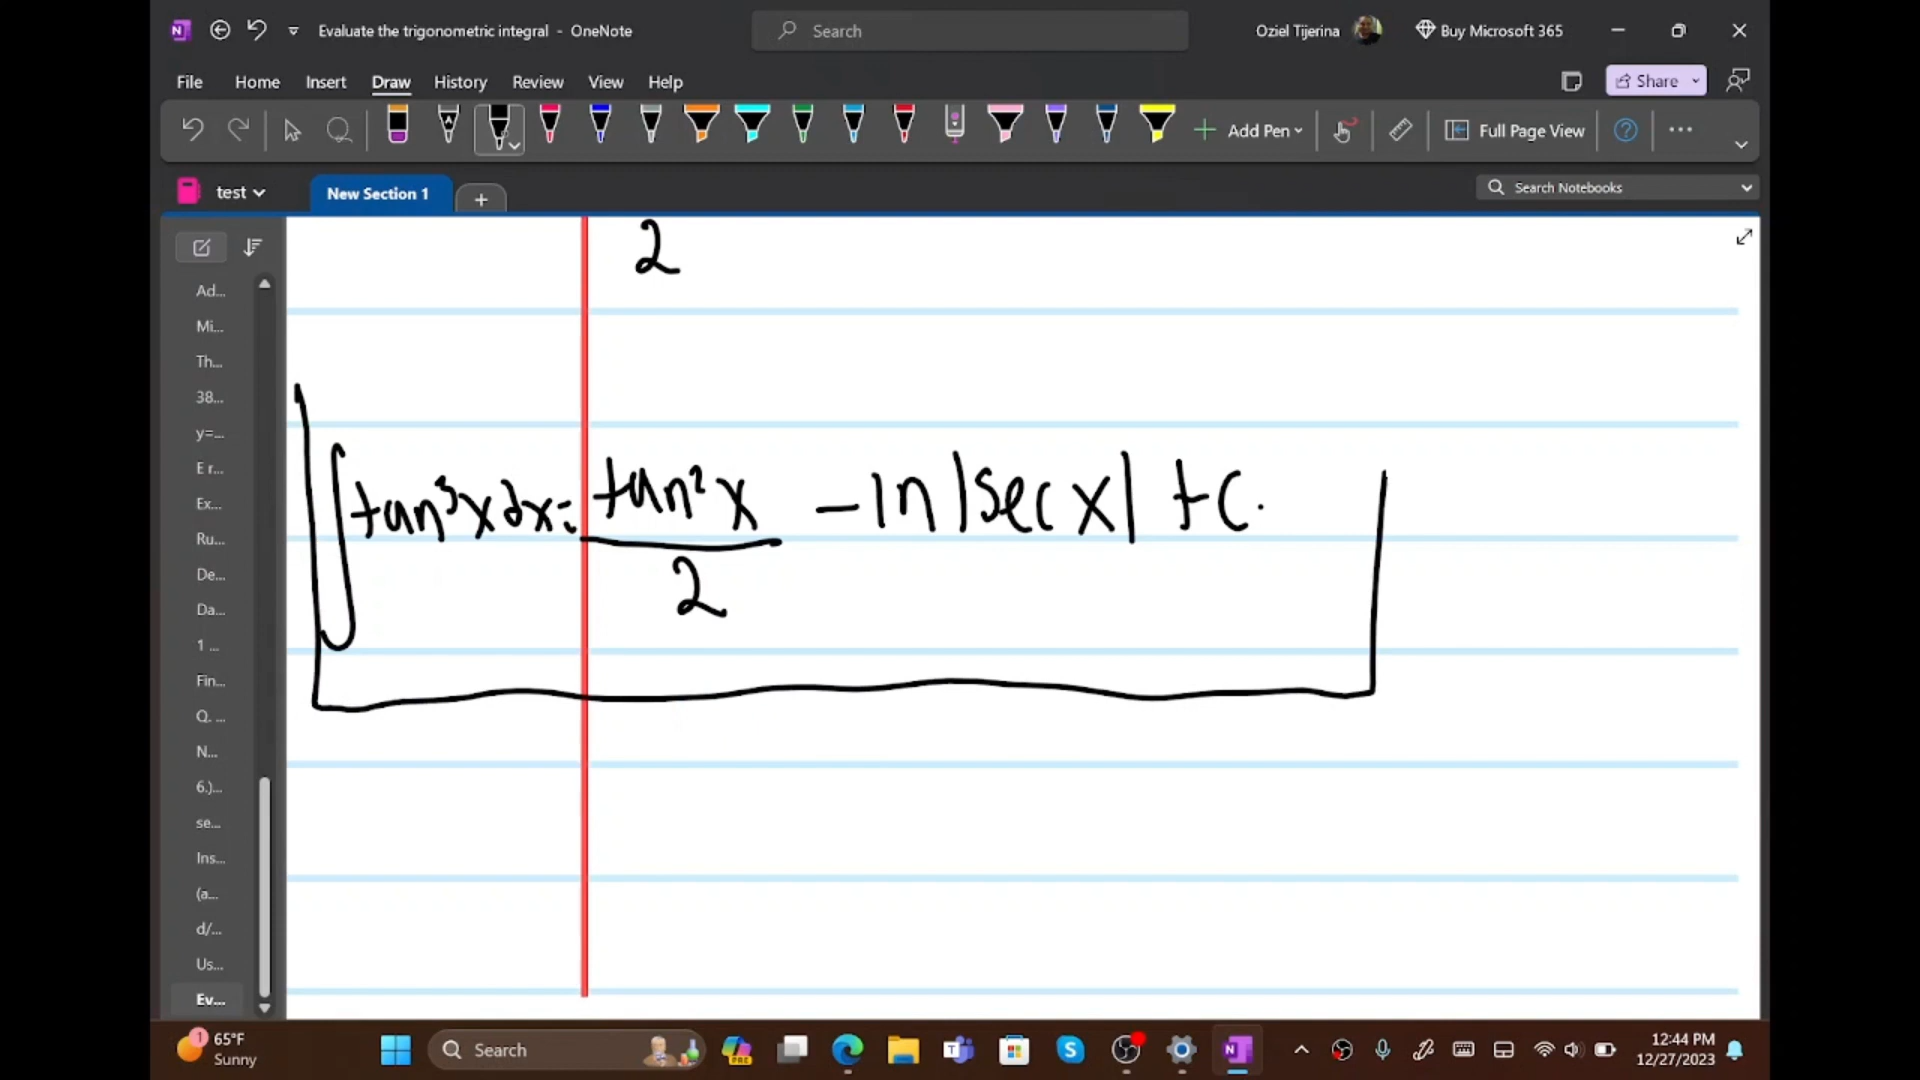 Evaluate the trigonometric integral - OneNote
Search
Oziel Tijerina
Buy Microsoft 365
File Home Insert Draw History Review View Help
Share
Add Pen
Full Page View
test
New Section 1
+
Search Notebooks
Ad...
Mi...
Th...
38...
y=...
E r...
Ex...
Ru...
De...
Da...
1 ...
Fin...
Q. ...
N...
6.)...
se...
Ins...
(a...
d/...
Us...
Ev...
2
∫tan³x dx = tan²x/2 - ln|sec x| + C.
1
65°F
Sunny
Search
12:44 PM
12/27/2023